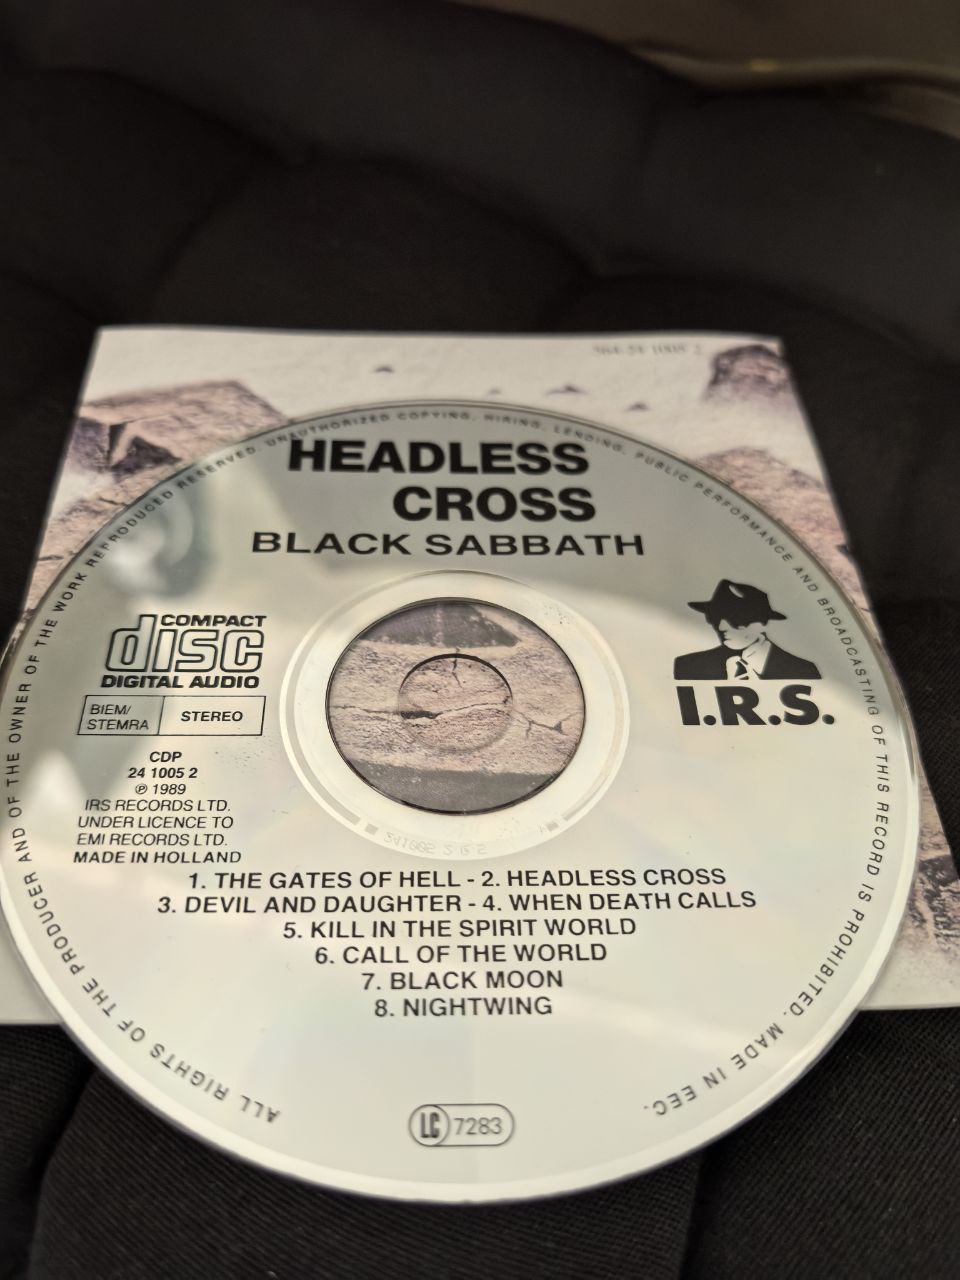 HEADLESS
CROSS
BLACK SABBATH
COMPACT
disc
DIGITAL AUDIO
BIEM/
STEMRA
STEREO
I.R.S.
CDP
24 1005 2
℗ 1989
IRS RECORDS LTD.
UNDER LICENCE TO
EMI RECORDS LTD.
MADE IN HOLLAND
1. THE GATES OF HELL - 2. HEADLESS CROSS
3. DEVIL AND DAUGHTER - 4. WHEN DEATH CALLS
5. KILL IN THE SPIRIT WORLD
6. CALL OF THE WORLD
7. BLACK MOON
8. NIGHTWING
LC 7283
ALL RIGHTS OF THE PRODUCER AND OF THE OWNER OF THE WORK REPRODUCED RESERVED. UNAUTHORIZED COPYING, HIRING, LENDING, PUBLIC PERFORMANCE AND BROADCASTING OF THIS RECORD IS PROHIBITED. MADE IN EEC.